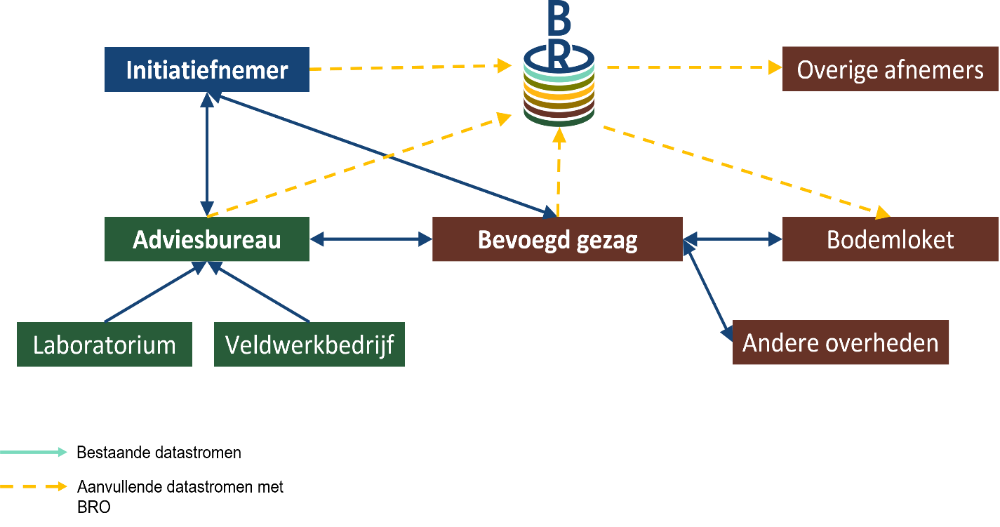 B
R
Initiatiefnemer
Overige afnemers
Adviesbureau
Bevoegd gezag
Bodemloket
Laboratorium
Veldwerkbedrijf
Andere overheden
Bestaande datastromen
Aanvullende datastromen met
BRO